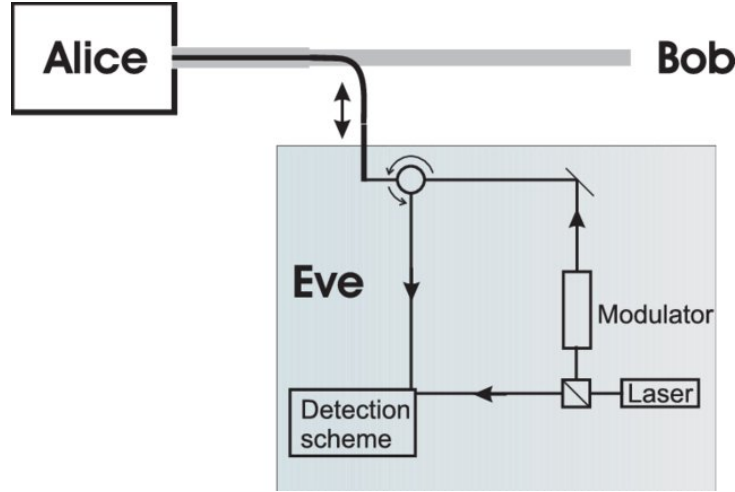 Alice
Bob
Eve
Modulator
Laser
Detection
scheme